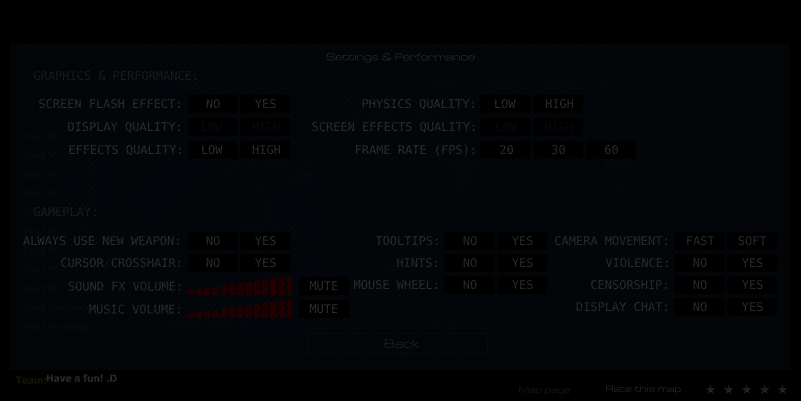 Settings & Performance
GRAPHICS & PERFORMANCE:
SCREEN FLASH EFFECT: NO YES PHYSICS QUALITY: LOW HIGH
DISPLAY QUALITY: LOW HIGH SCREEN EFFECTS QUALITY: LOW HIGH
EFFECTS QUALITY: LOW HIGH FRAME RATE (FPS): 20 30 60
GAMEPLAY:
ALWAYS USE NEW WEAPON: NO YES TOOLTIPS: NO YES CAMERA MOVEMENT: FAST SOFT
CURSOR/CROSSHAIR: NO YES HINTS: NO YES VIOLENCE: NO YES
SOUND FX VOLUME: MUTE MOUSE WHEEL: NO YES CENSORSHIP: NO YES
MUSIC VOLUME: MUTE DISPLAY CHAT: NO YES
Back
Team: Have a fun! .D
Map page Rate this map